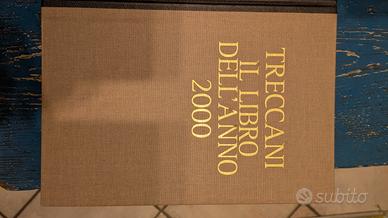 TRECCANI
IL LIBRO
DELL'ANNO
2000
subito